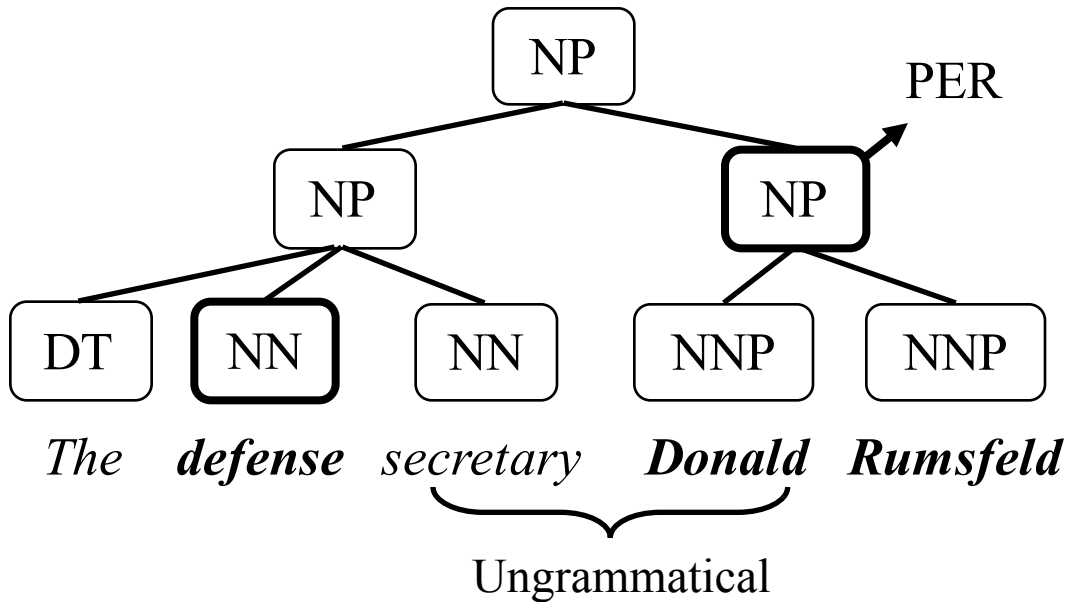 NP
PER
NP NP
DT NN NN NNP NNP
The defense secretary Donald Rumsfeld
Ungrammatical